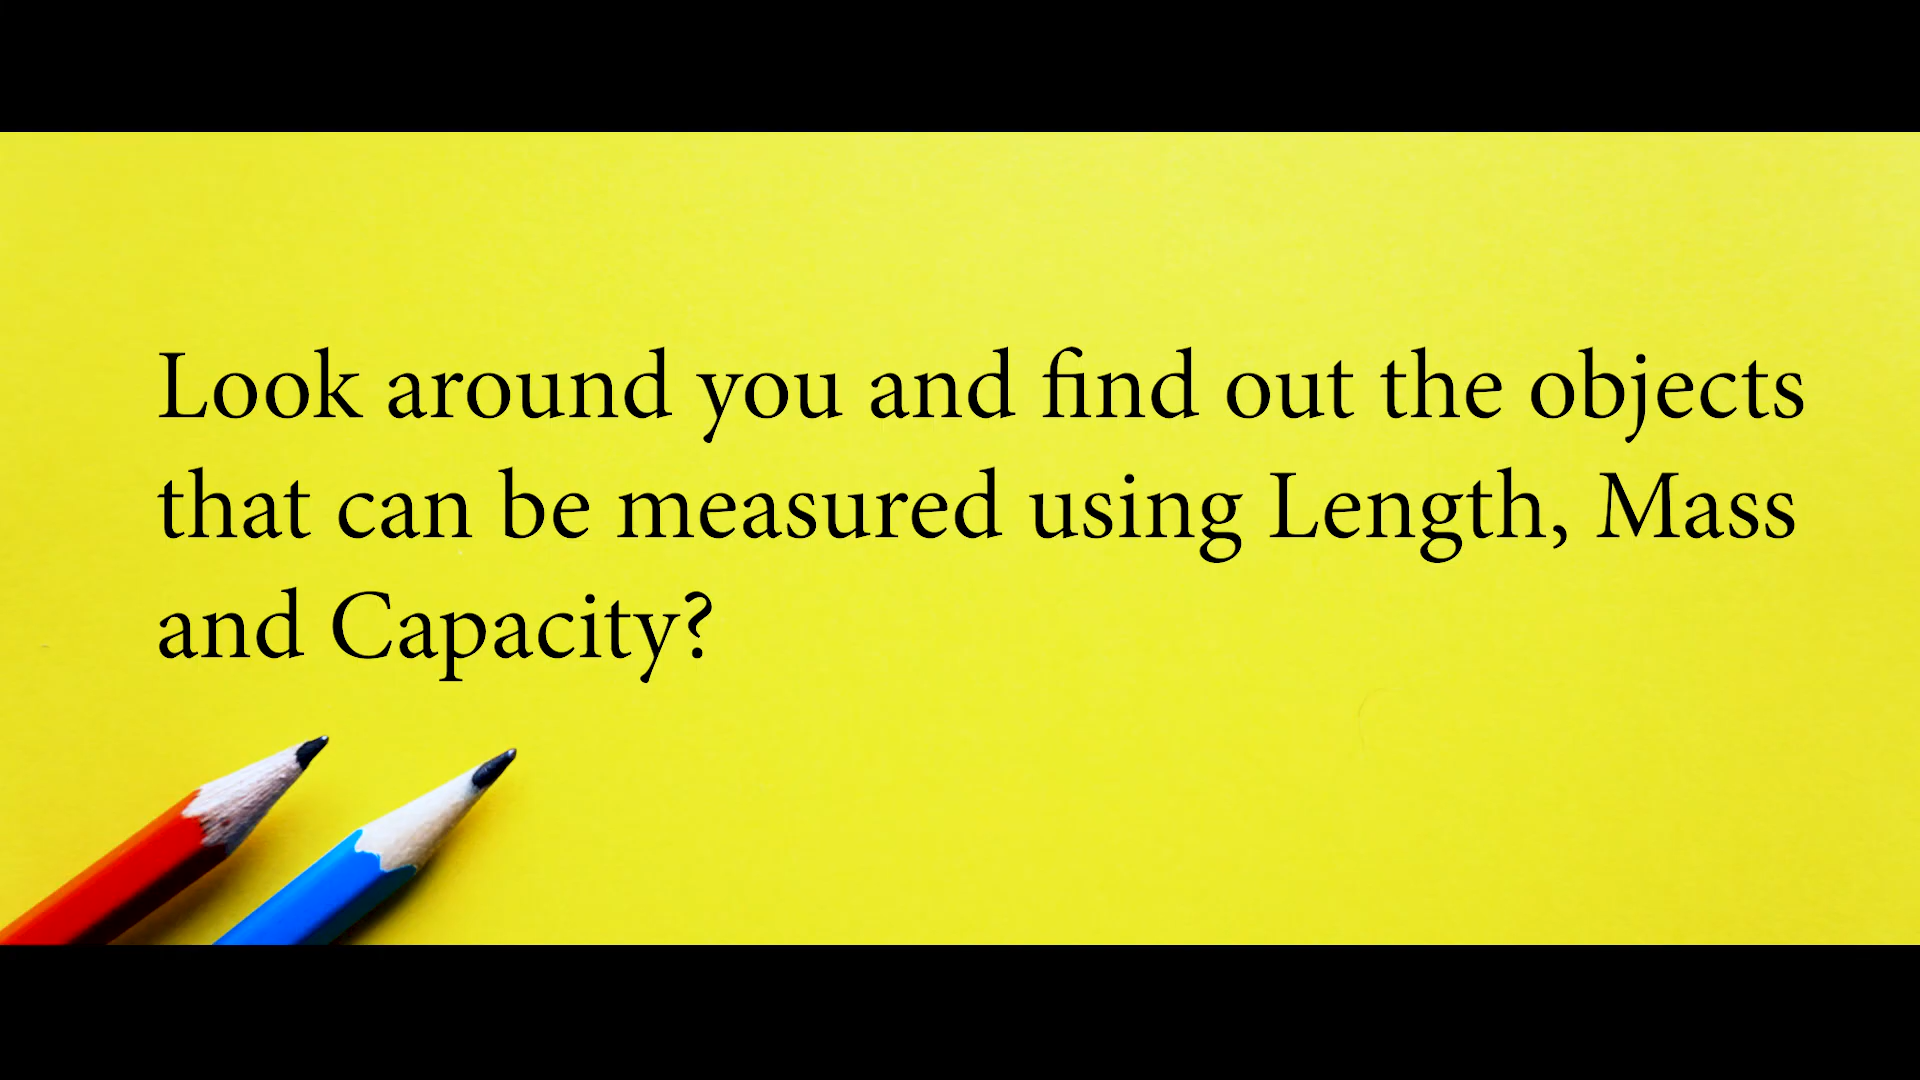 Look around you and find out the objects
that can be measured using Length, Mass
and Capacity?